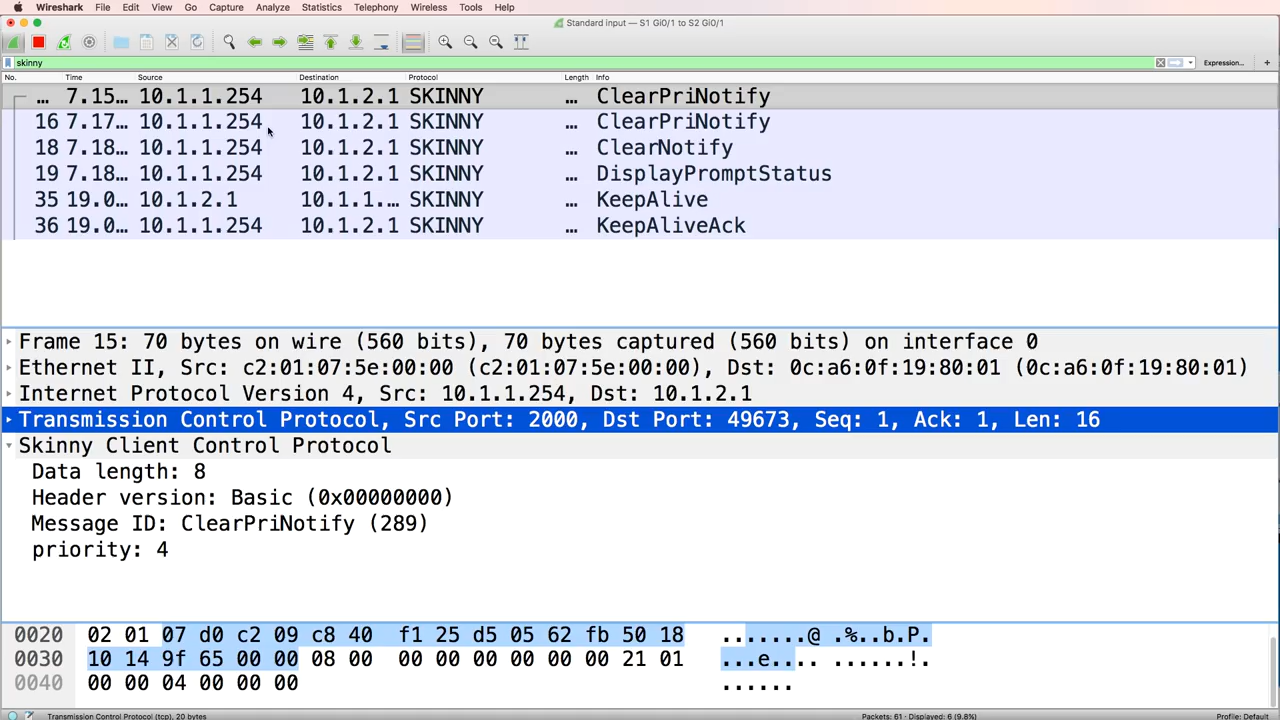 Wireshark File Edit View Go Capture Analyze Statistics Telephony Wireless Tools Help
Standard input — S1 Gi0/1 to S2 Gi0/1
skinny Expression... +
No. Time Source Destination Protocol Length Info
... 7.15... 10.1.1.254 10.1.2.1 SKINNY ... ClearPriNotify
16 7.17... 10.1.1.254 10.1.2.1 SKINNY ... ClearPriNotify
18 7.18... 10.1.1.254 10.1.2.1 SKINNY ... ClearNotify
19 7.18... 10.1.1.254 10.1.2.1 SKINNY ... DisplayPromptStatus
35 19.0... 10.1.2.1 10.1.1.... SKINNY ... KeepAlive
36 19.0... 10.1.1.254 10.1.2.1 SKINNY ... KeepAliveAck
Frame 15: 70 bytes on wire (560 bits), 70 bytes captured (560 bits) on interface 0
Ethernet II, Src: c2:01:07:5e:00:00 (c2:01:07:5e:00:00), Dst: 0c:a6:0f:19:80:01 (0c:a6:0f:19:80:01)
Internet Protocol Version 4, Src: 10.1.1.254, Dst: 10.1.2.1
Transmission Control Protocol, Src Port: 2000, Dst Port: 49673, Seq: 1, Ack: 1, Len: 16
Skinny Client Control Protocol
Data length: 8
Header version: Basic (0x00000000)
Message ID: ClearPriNotify (289)
priority: 4
0020 02 01 07 d0 c2 09 c8 40 f1 25 d5 05 62 fb 50 18 .......@ .%..b.P.
0030 10 14 9f 65 00 00 08 00 00 00 00 00 00 00 21 01 ...e.... ......!.
0040 00 00 04 00 00 00 ......
Transmission Control Protocol (tcp), 20 bytes Packets: 61 · Displayed: 6 (9.8%) Profile: Default